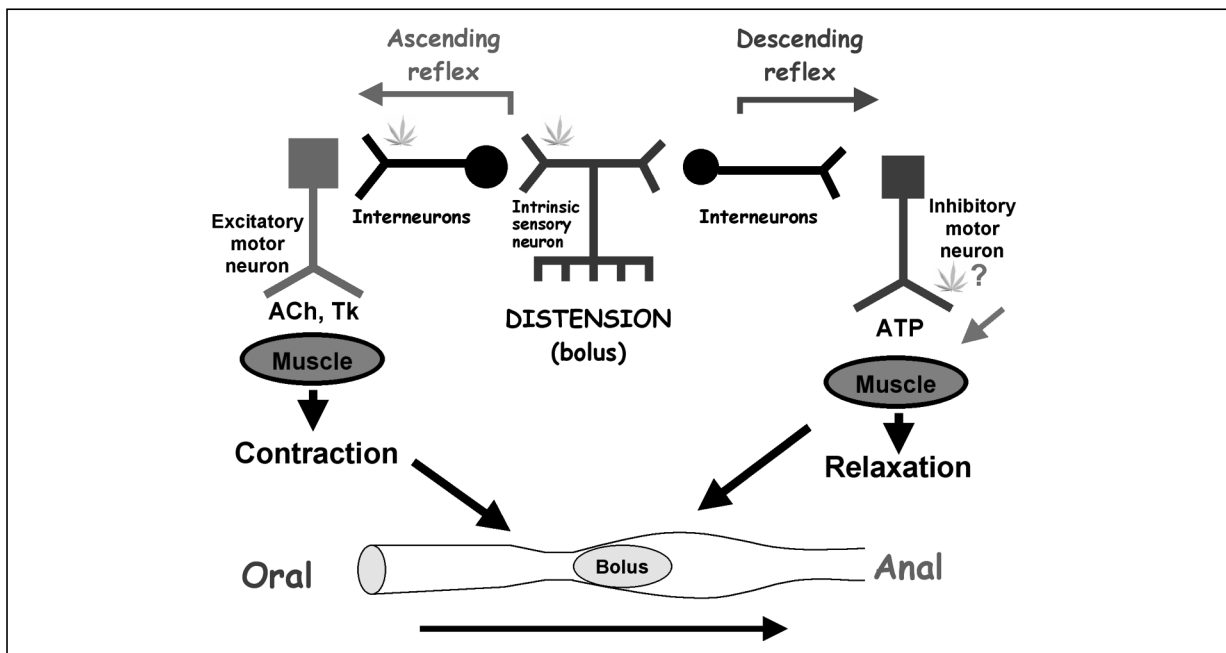 Ascending
reflex
Descending
reflex
Interneurons
Intrinsic
sensory
neuron
Interneurons
Excitatory
motor
neuron
Inhibitory
motor
neuron
?
ACh, Tk
DISTENSION
(bolus)
ATP
Muscle
Muscle
Contraction
Relaxation
Oral
Bolus
Anal